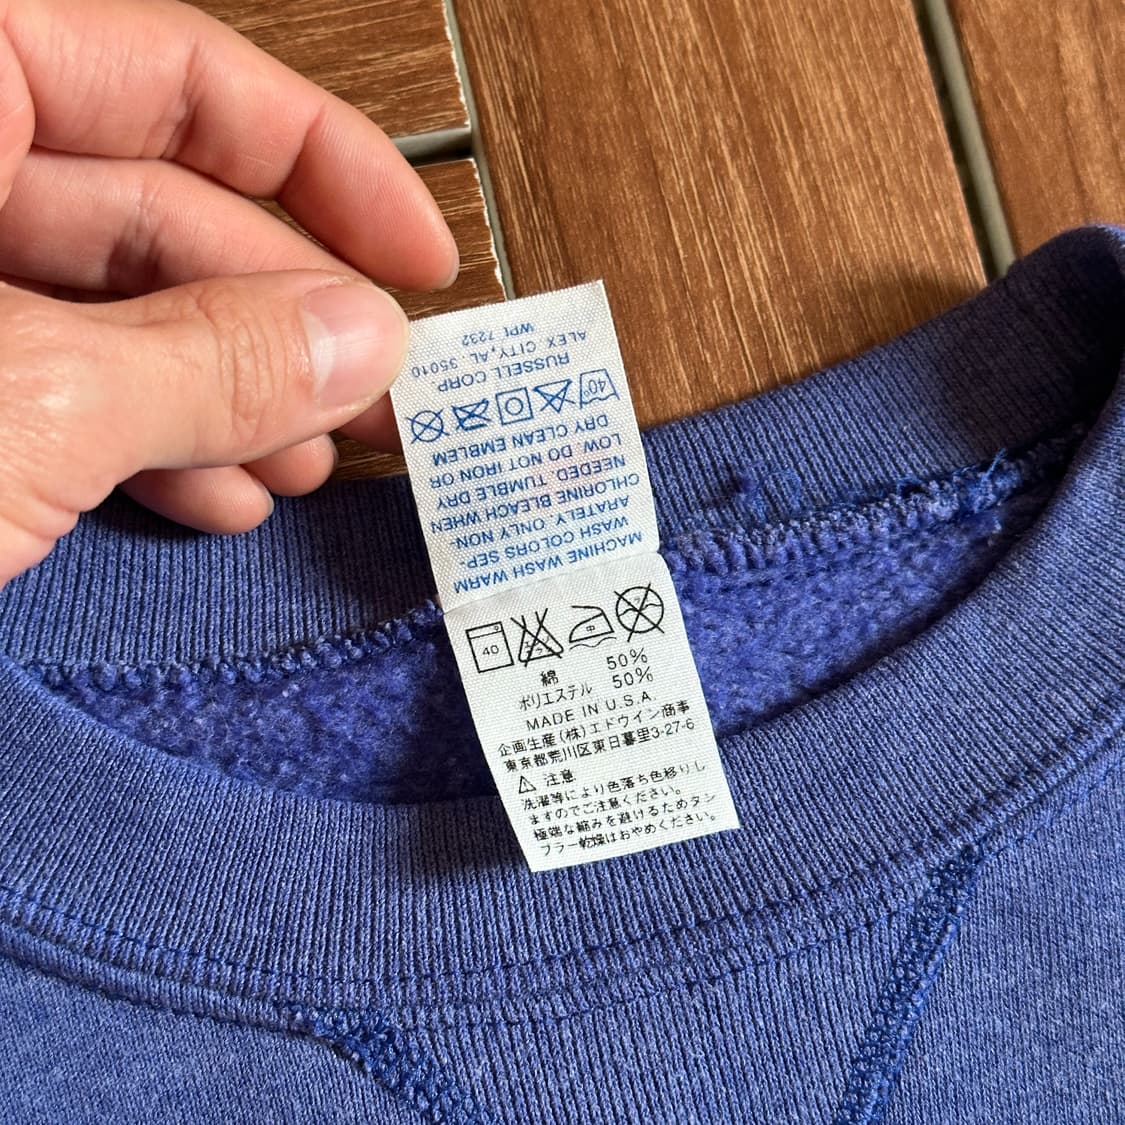 MACHINE WASH WARM
WASH COLORS SEP-
ARATELY. ONLY NON-
CHLORINE BLEACH WHEN
NEEDED TUMBLE DRY
LOW. DO NOT IRON OR
DRY CLEAN EMBLEM
40°
RUSSELL CORP.
ALEX CITY, AL 35010
WPL 7232
40
中
綿 50%
ポリエステル 50%
MADE IN U.S.A.
企画生産(株)エドウイン商事
東京都荒川区東日暮里3-27-6
注意
洗濯等により色落ち色移りし
ますのでご注意ください。
極端な縮みを避けるためタン
ブラー乾燥はおやめください。